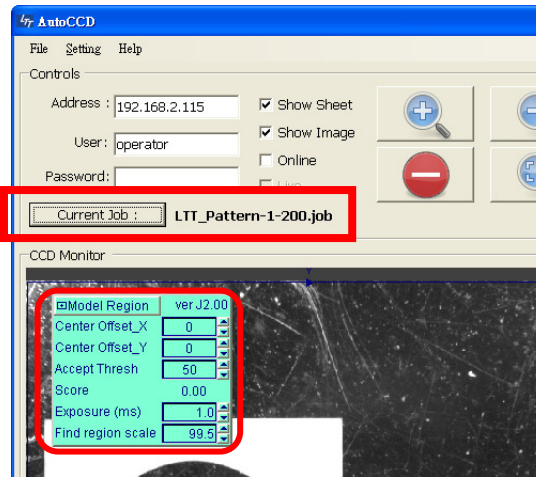 LTT AutoCCD
File Setting Help
Controls
Address : 192.168.2.115
User: operator
Password:
Show Sheet
Show Image
Online
Live
Current Job : LTT_Pattern-1-200.job
CCD Monitor
Y
Model Region ver J2.00
Center Offset_X 0
Center Offset_Y 0
Accept Thresh 50
Score 0.00
Exposure (ms) 1.0
Find region scale 99.5